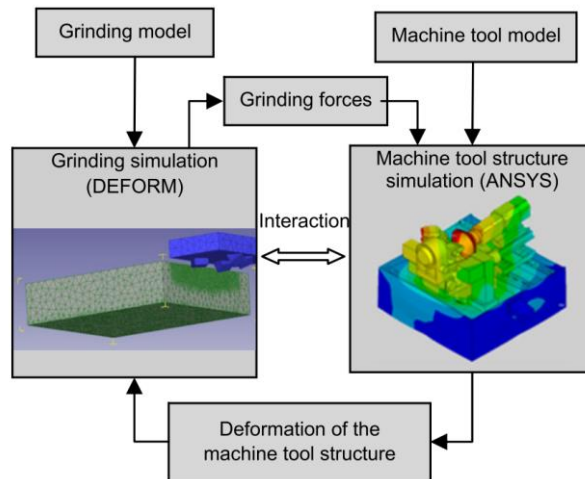 Grinding model
Machine tool model
Grinding forces
Grinding simulation
(DEFORM)
Machine tool structure
simulation (ANSYS)
Interaction
Deformation of the
machine tool structure